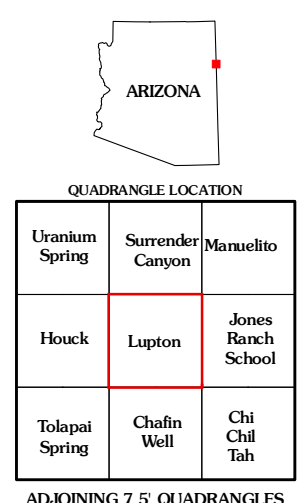 ARIZONA
QUADRANGLE LOCATION
Uranium
Spring
Surrender
Canyon
Manuelito
Houck
Lupton
Jones
Ranch
School
Tolapai
Spring
Chafin
Well
Chi
Chil
Tah
ADJOINING 7.5' QUADRANGLES